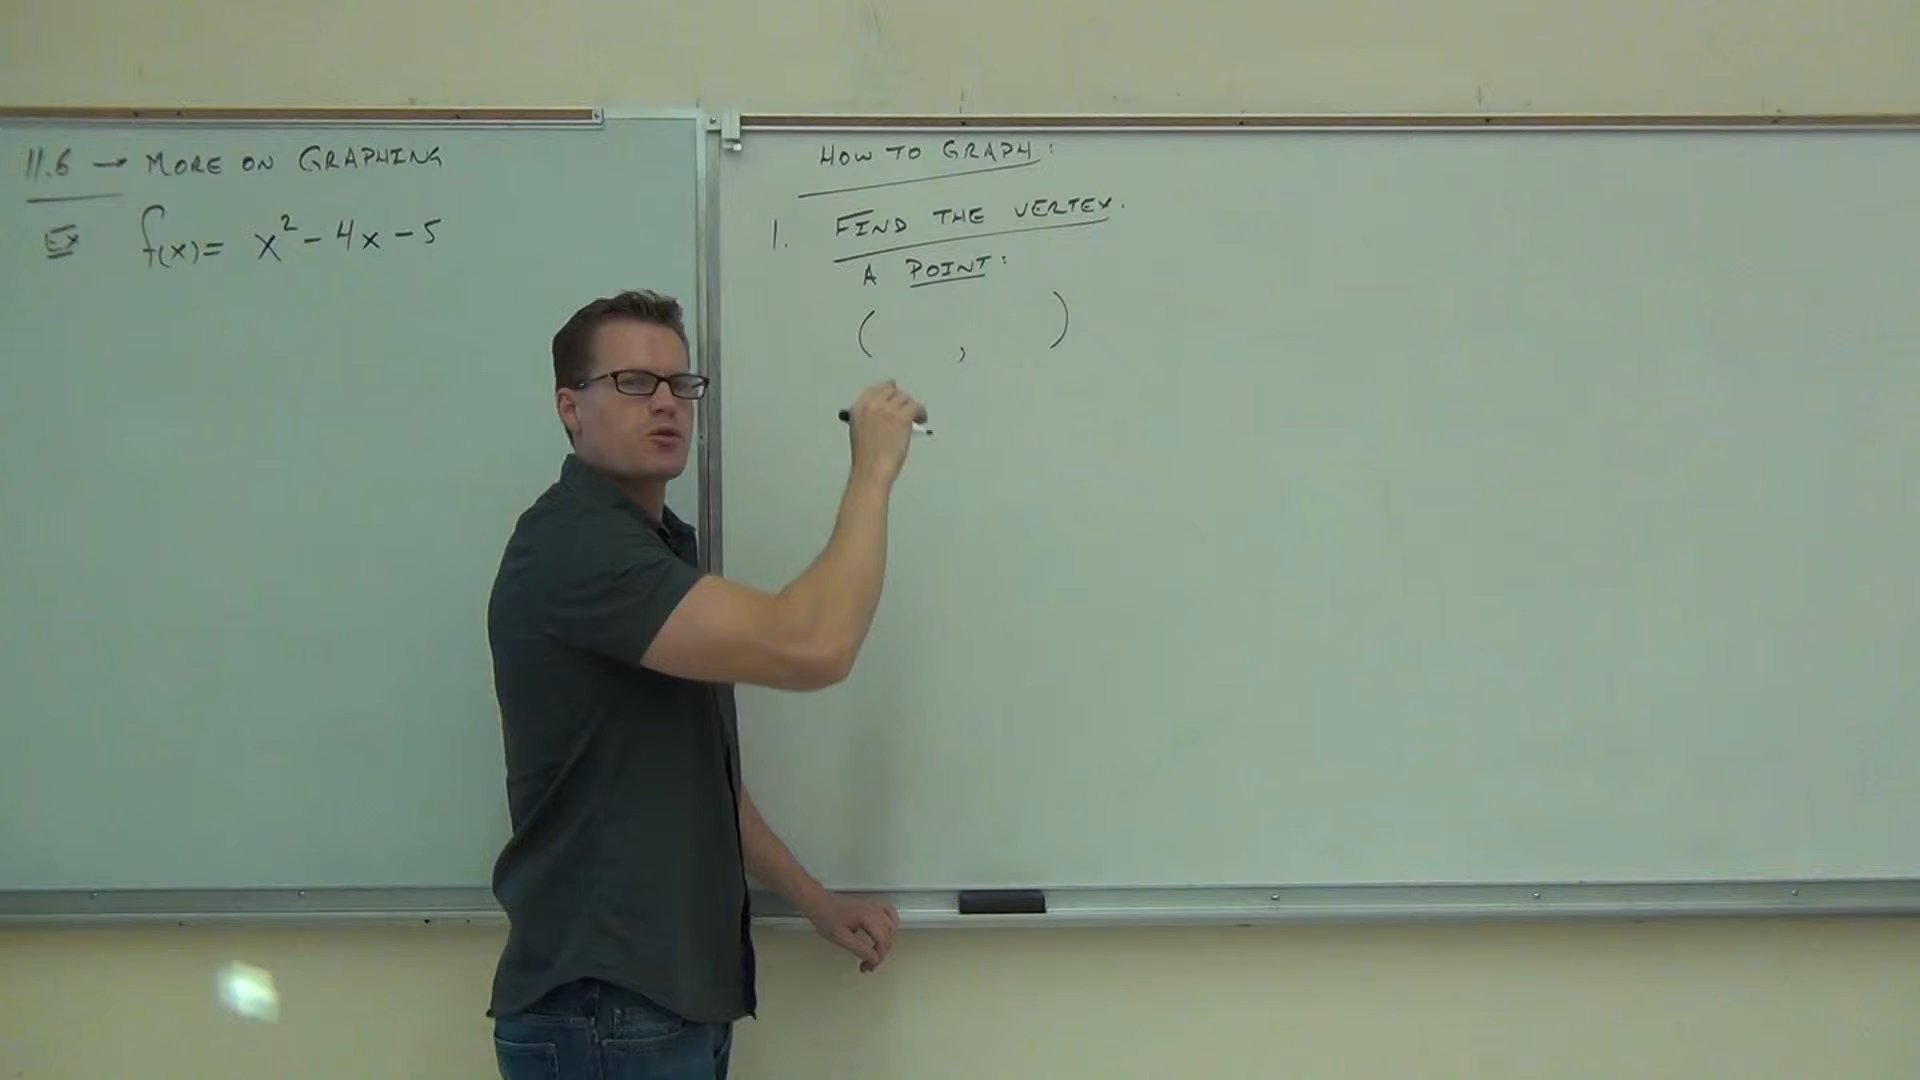 11.6 → MORE ON GRAPHING
EX f(x) = x² - 4x - 5
HOW TO GRAPH:
1. FIND THE VERTEX.
A POINT:
( , )